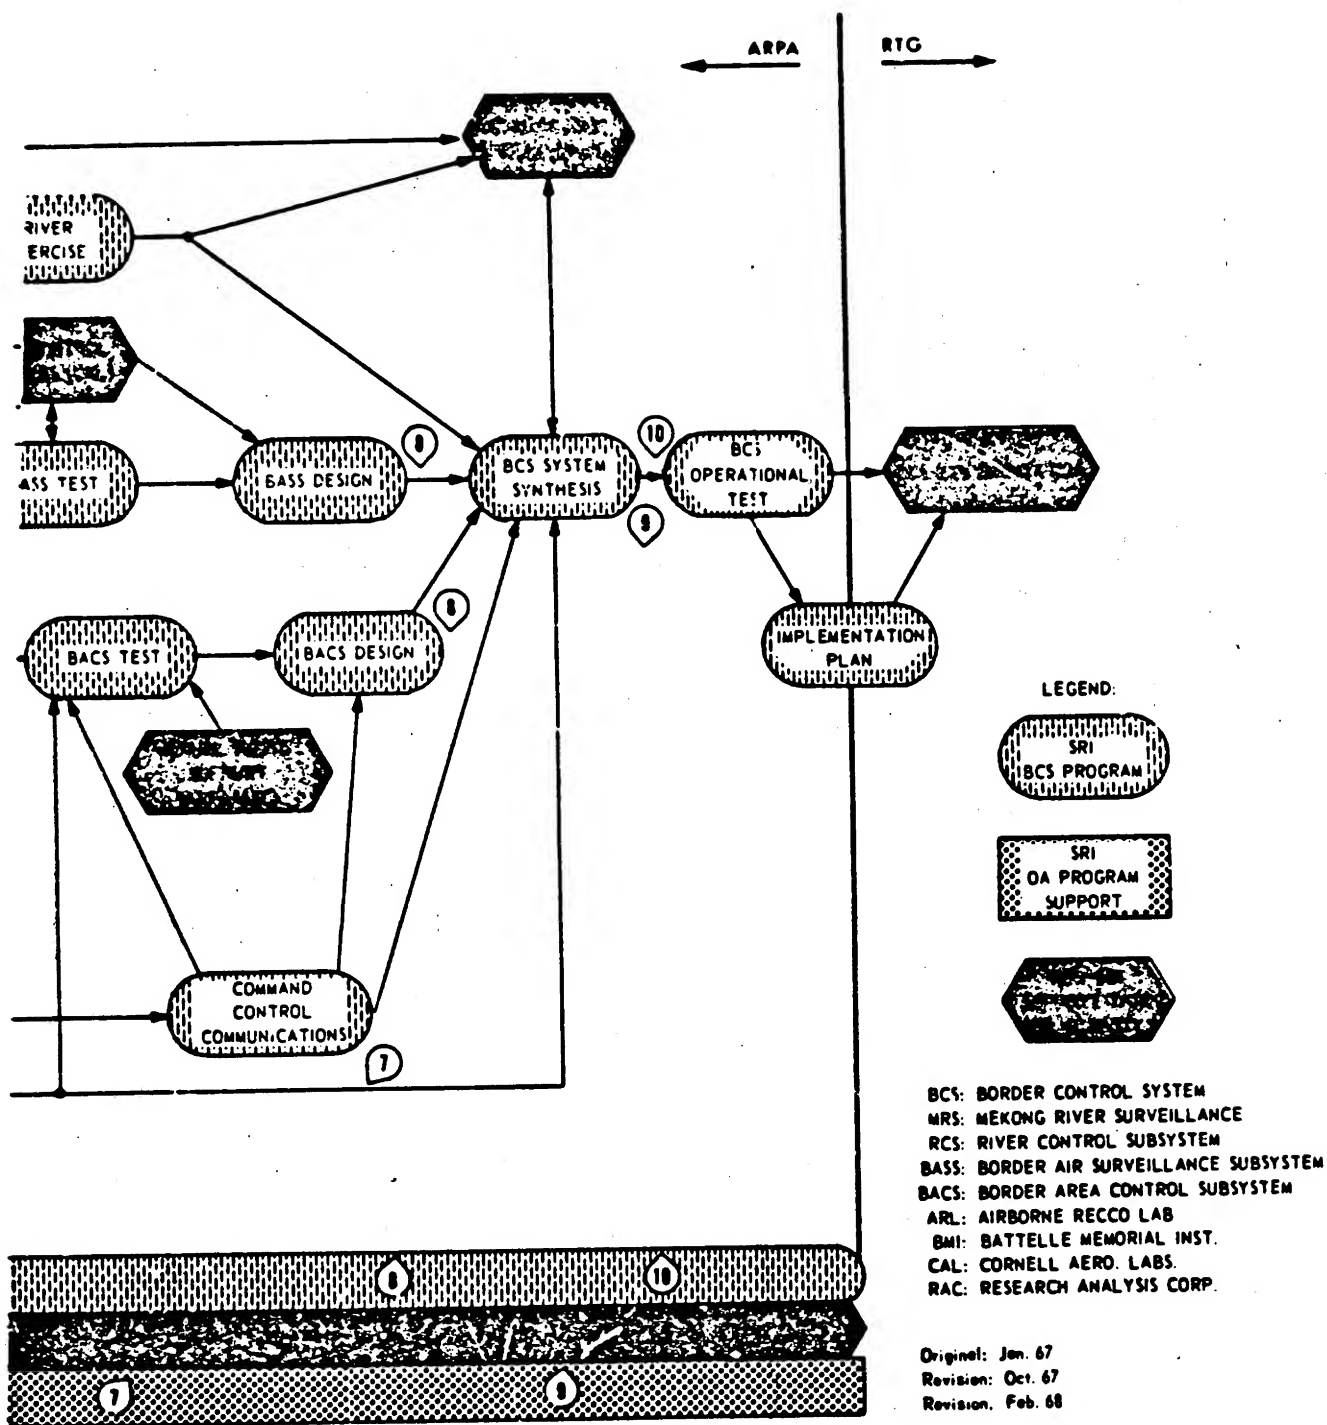 ARPA
RTG
RIVER
ERCISE
ASS TEST
BASS DESIGN
8
BCS SYSTEM
SYNTHESIS
10
9
BCS
OPERATIONAL
TEST
BACS TEST
BACS DESIGN
8
IMPLEMENTATION
PLAN
COMMAND
CONTROL
COMMUNICATIONS
7
LEGEND:
SRI
BCS PROGRAM
SRI
OA PROGRAM
SUPPORT
BCS: BORDER CONTROL SYSTEM
MRS: MEKONG RIVER SURVEILLANCE
RCS: RIVER CONTROL SUBSYSTEM
BASS: BORDER AIR SURVEILLANCE SUBSYSTEM
BACS: BORDER AREA CONTROL SUBSYSTEM
ARL: AIRBORNE RECCO LAB
BMI: BATTELLE MEMORIAL INST.
CAL: CORNELL AERO. LABS.
RAC: RESEARCH ANALYSIS CORP.
8
10
7
9
Original: Jan. 67
Revision: Oct. 67
Revision, Feb. 68